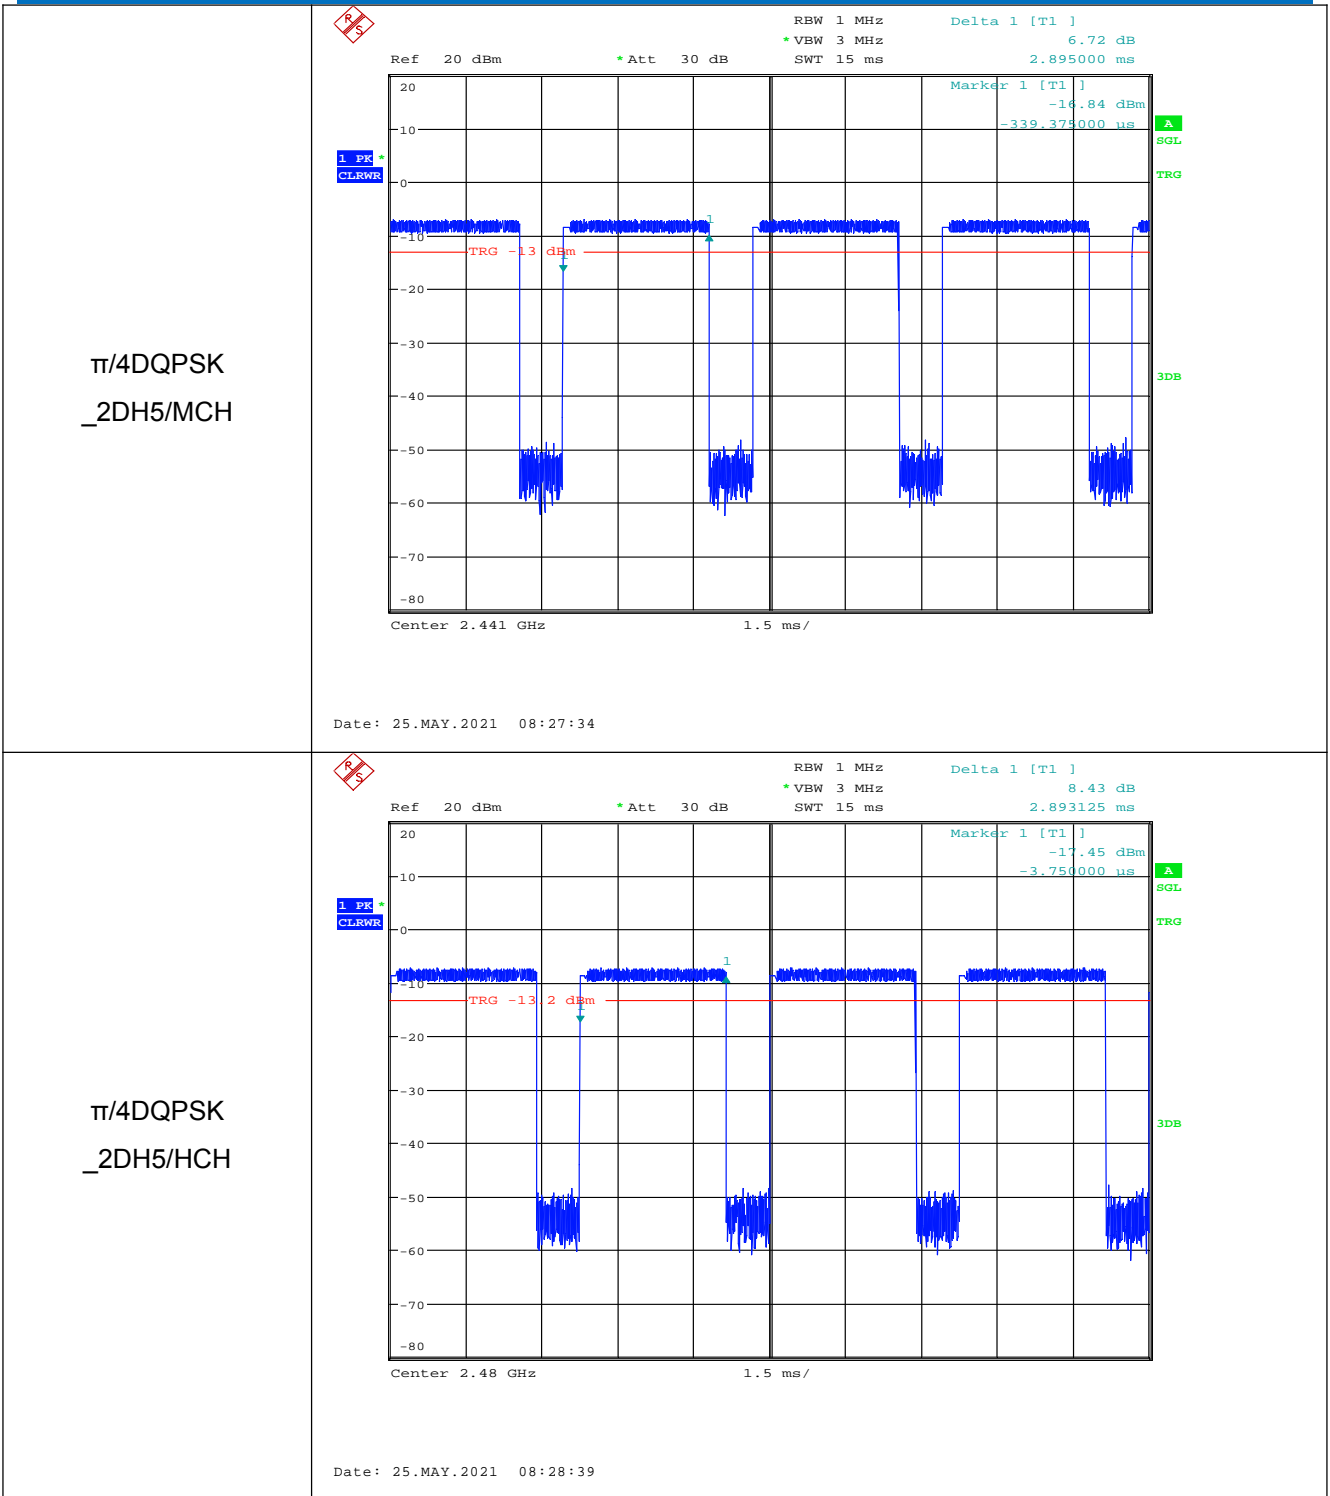 π/4DQPSK
_2DH5/MCH
R S
RBW 1 MHz Delta 1 [T1 ]
* VBW 3 MHz 6.72 dB
Ref 20 dBm * Att 30 dB SWT 15 ms 2.895000 ms
20 Marker 1 [T1 ]
-16.84 dBm
10 -339.375000 µs A
SGL
1 PK *
CLRWR TRG
0
1
-10
TRG -13 dBm
1
-20
-30
3DB
-40
-50
-60
-70
-80
Center 2.441 GHz 1.5 ms/
Date: 25.MAY.2021 08:27:34
π/4DQPSK
_2DH5/HCH
R S
RBW 1 MHz Delta 1 [T1 ]
* VBW 3 MHz 8.43 dB
Ref 20 dBm * Att 30 dB SWT 15 ms 2.893125 ms
20 Marker 1 [T1 ]
-17.45 dBm
10 -3.750000 µs A
SGL
1 PK *
CLRWR TRG
0
1
-10
TRG -13.2 dBm
1
-20
-30
3DB
-40
-50
-60
-70
-80
Center 2.48 GHz 1.5 ms/
Date: 25.MAY.2021 08:28:39